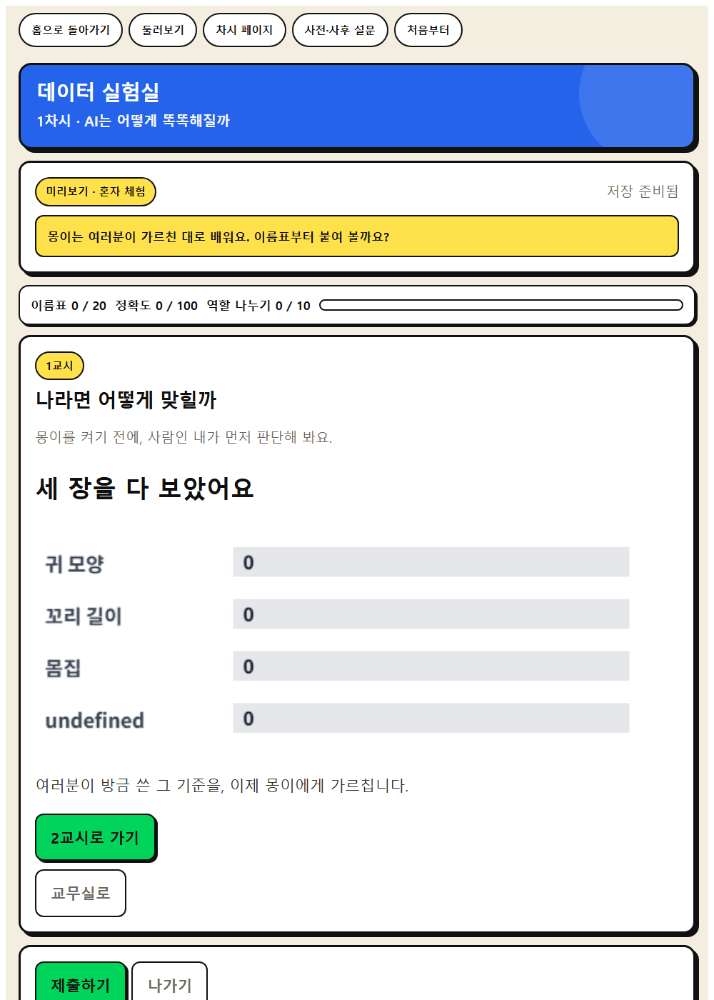 홈으로 돌아가기
둘러보기
차시 페이지
사전·사후 설문
처음부터
데이터 실험실
1차시 · AI는 어떻게 똑똑해질까
미리보기 · 혼자 체험
저장 준비됨
몽이는 여러분이 가르친 대로 배워요. 이름표부터 붙여 볼까요?
이름표 0 / 20 정확도 0 / 100 역할 나누기 0 / 10
1교시
나라면 어떻게 맞힐까
몽이를 켜기 전에, 사람인 내가 먼저 판단해 봐요.
세 장을 다 보았어요
귀 모양 0
꼬리 길이 0
몸집 0
undefined 0
여러분이 방금 쓴 그 기준을, 이제 몽이에게 가르칩니다.
2교시로 가기
교무실로
제출하기
나가기